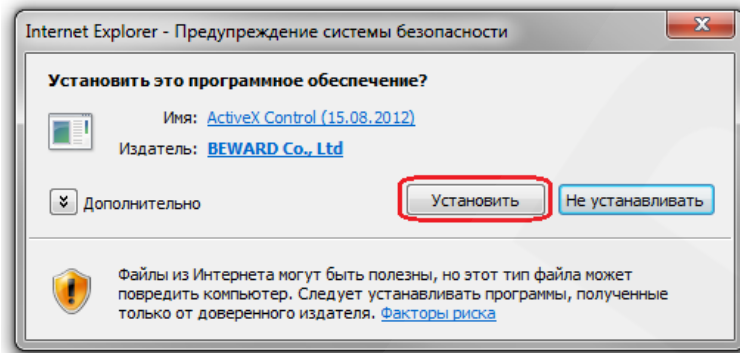 Internet Explorer - Предупреждение системы безопасности
Установить это программное обеспечение?
Имя: ActiveX Control (15.08.2012)
Издатель: BEWARD Co., Ltd
Дополнительно
Установить
Не устанавливать
Файлы из Интернета могут быть полезны, но этот тип файла может
повредить компьютер. Следует устанавливать программы, полученные
только от доверенного издателя. Факторы риска